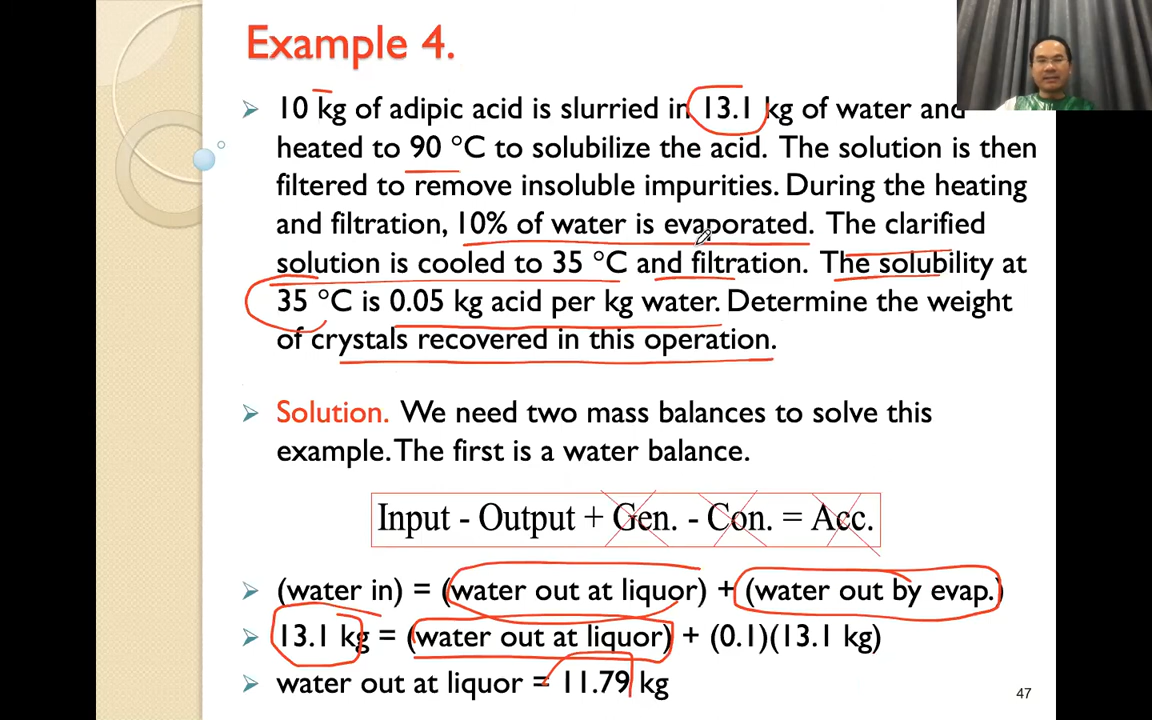 Example 4.
10 kg of adipic acid is slurried in 13.1 kg of water and
heated to 90 °C to solubilize the acid. The solution is then
filtered to remove insoluble impurities. During the heating
and filtration, 10% of water is evaporated. The clarified
solution is cooled to 35 °C and filtration. The solubility at
35 °C is 0.05 kg acid per kg water. Determine the weight
of crystals recovered in this operation.
Solution. We need two mass balances to solve this
example. The first is a water balance.
Input - Output + Gen. - Con. = Acc.
(water in) = (water out at liquor) + (water out by evap.)
13.1 kg = (water out at liquor) + (0.1)(13.1 kg)
water out at liquor = 11.79 kg
47